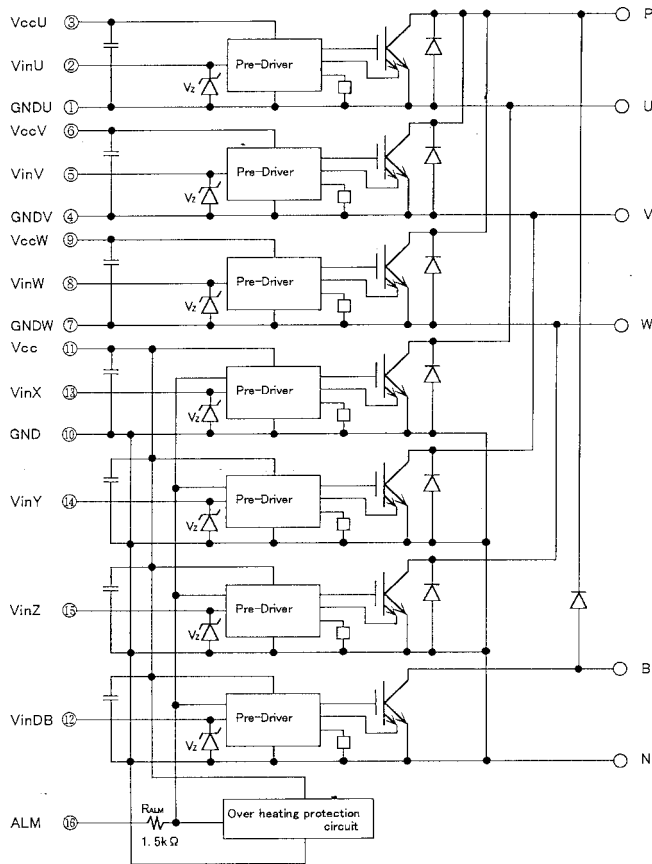 VccU ③ P
VinU ② Pre-Driver
Vz
GNDU ① U
VccV ⑥
VinV ⑤ Pre-Driver
Vz
GNDV ④ V
VccW ⑨
VinW ⑧ Pre-Driver
Vz
GNDW ⑦ W
Vcc ⑪
VinX ⑬ Pre-Driver
Vz
GND ⑩
VinY ⑭ Pre-Driver
Vz
VinZ ⑮ Pre-Driver
Vz
B
VinDB ⑫ Pre-Driver
Vz
N
RALM
ALM ⑯ Over heating protection
circuit
1.5kΩ